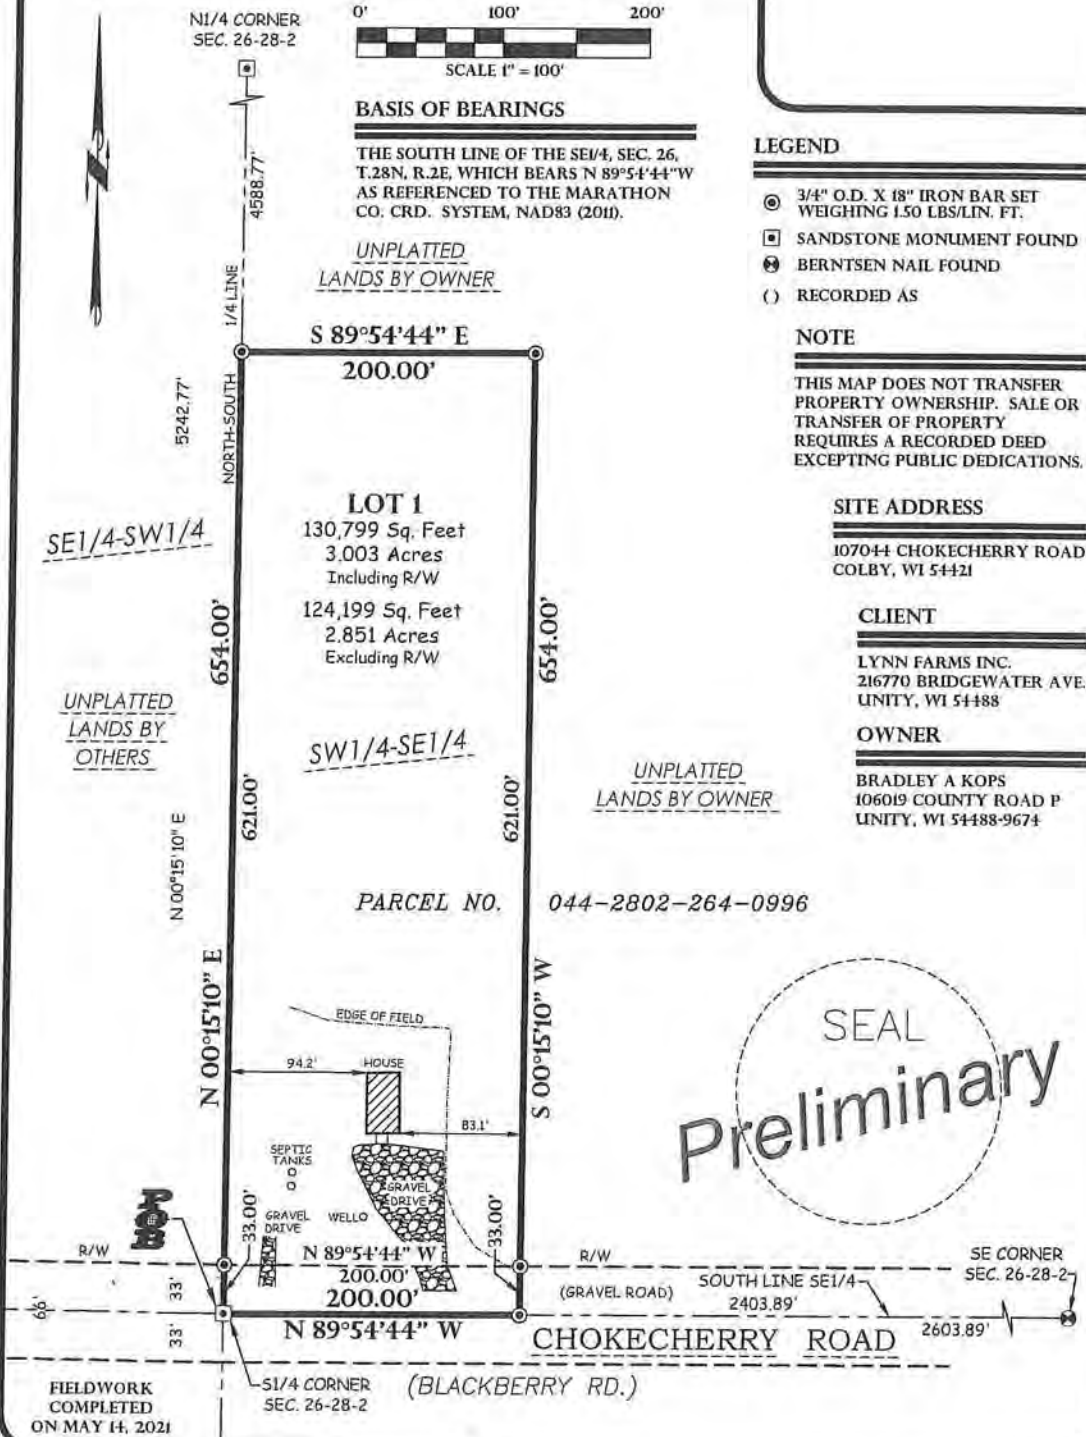 N1/4 CORNER
SEC. 26-28-2
0' 100' 200'
SCALE 1" = 100'
BASIS OF BEARINGS
THE SOUTH LINE OF THE SE1/4, SEC. 26,
T.28N, R.2E, WHICH BEARS N 89°54'44"W
AS REFERENCED TO THE MARATHON
CO. CRD. SYSTEM, NAD83 (2011).
LEGEND
3/4" O.D. X 18" IRON BAR SET
WEIGHING 1.50 LBS/LIN. FT.
SANDSTONE MONUMENT FOUND
BERNTSEN NAIL FOUND
() RECORDED AS
NOTE
THIS MAP DOES NOT TRANSFER
PROPERTY OWNERSHIP. SALE OR
TRANSFER OF PROPERTY
REQUIRES A RECORDED DEED
EXCEPTING PUBLIC DEDICATIONS.
SITE ADDRESS
107044 CHOKECHERRY ROAD
COLBY, WI 54421
CLIENT
LYNN FARMS INC.
216770 BRIDGEWATER AVE.
UNITY, WI 54488
OWNER
BRADLEY A KOPS
106019 COUNTY ROAD P
UNITY, WI 54488-9674
4588.77'
1/4 LINE
NORTH-SOUTH
5242.77'
UNPLATTED
LANDS BY OWNER
S 89°54'44" E
200.00'
LOT 1
130,799 Sq. Feet
3.003 Acres
Including R/W
124,199 Sq. Feet
2.851 Acres
Excluding R/W
SE1/4-SW1/4
654.00'
654.00'
UNPLATTED
LANDS BY
OTHERS
SW1/4-SE1/4
UNPLATTED
LANDS BY OWNER
621.00'
621.00'
N 00°15'10" E
PARCEL NO. 044-2802-264-0996
N 00°15'10" E
S 00°15'10" W
EDGE OF FIELD
94.2'
HOUSE
83.1'
SEPTIC
TANKS
GRAVEL
DRIVE
GRAVEL
DRIVE
WELL
SEAL
Preliminary
33.00'
33.00'
R/W
N 89°54'44" W
200.00'
R/W
200.00'
N 89°54'44" W
66'
33'
33'
(GRAVEL ROAD)
SOUTH LINE SE1/4
2403.89'
2603.89'
SE CORNER
SEC. 26-28-2
CHOKECHERRY ROAD
(BLACKBERRY RD.)
S1/4 CORNER
SEC. 26-28-2
FIELDWORK
COMPLETED
ON MAY 14, 2021